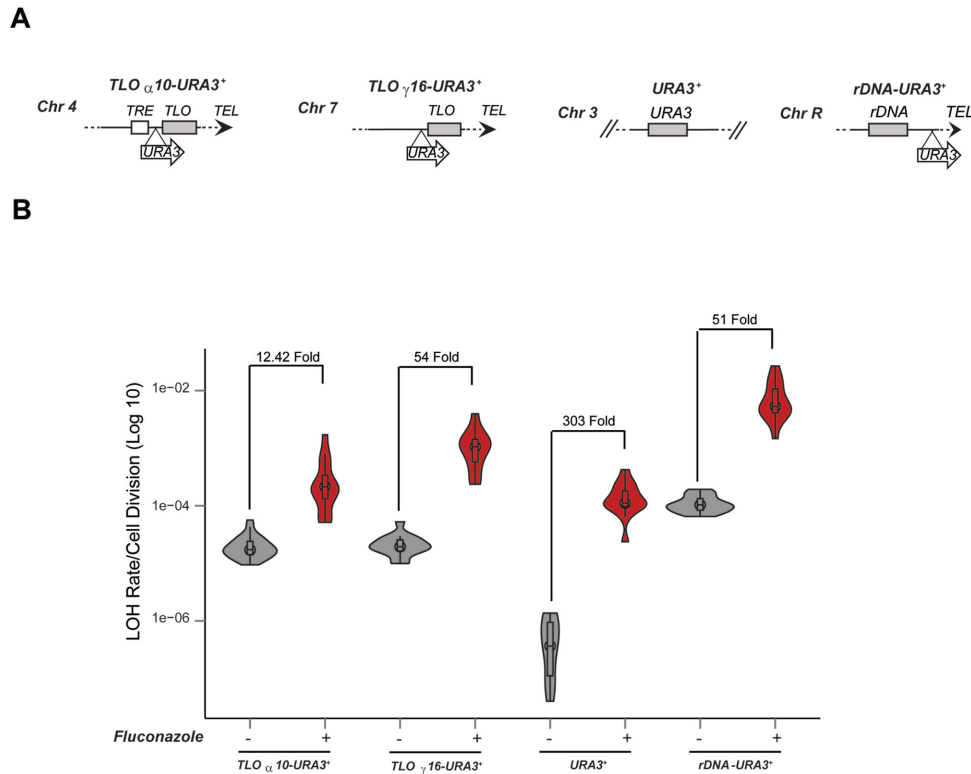 A
TLO α10-URA3+
TLO γ16-URA3+
URA3+
rDNA-URA3+
Chr 4
TRE
TLO
TEL
Chr 7
TLO
TEL
Chr 3
URA3
Chr R
rDNA
TEL
URA3
URA3
URA3
B
51 Fold
12.42 Fold
54 Fold
303 Fold
LOH Rate/Cell Division (Log 10)
1e−02
1e−04
1e−06
Fluconazole
- + - + - + - +
TLO α 10-URA3+
TLO γ 16-URA3+
URA3+
rDNA-URA3+